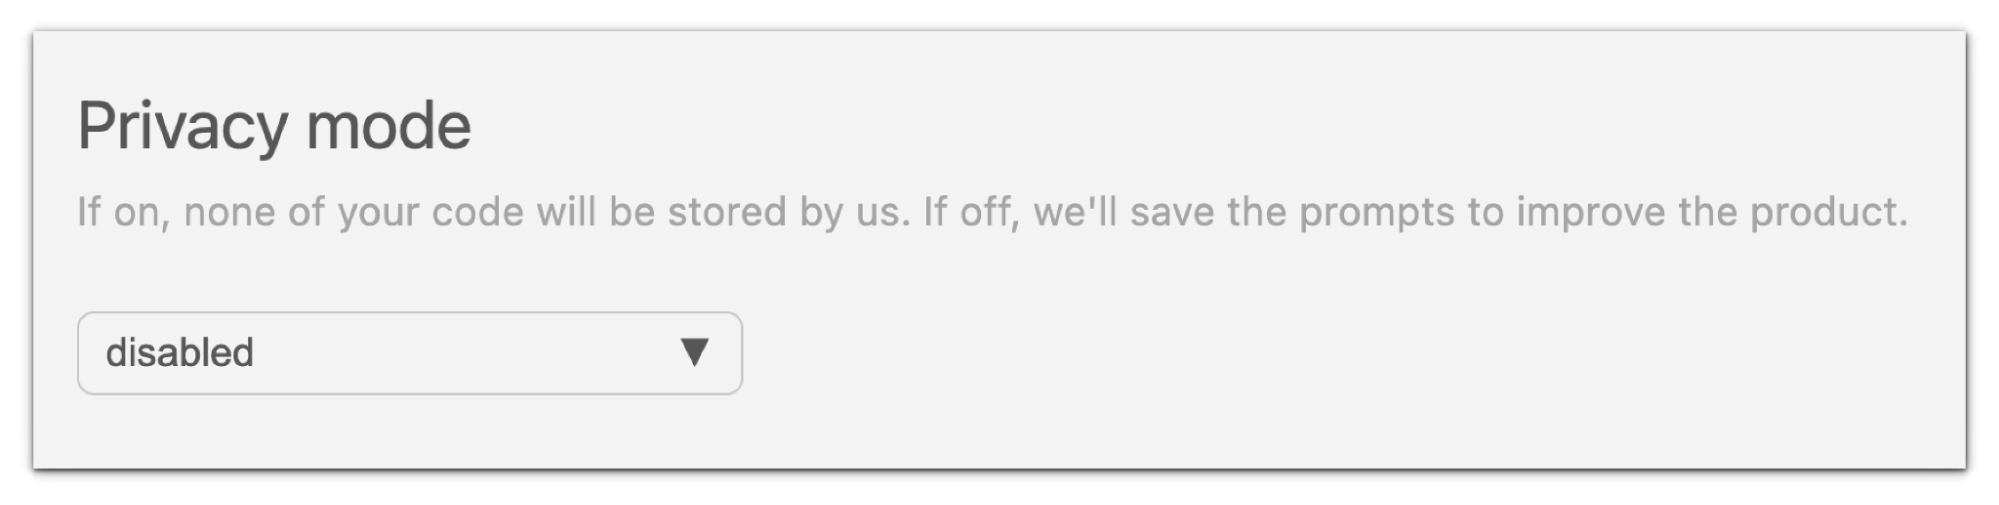 Privacy mode
If on, none of your code will be stored by us. If off, we'll save the prompts to improve the product.
disabled